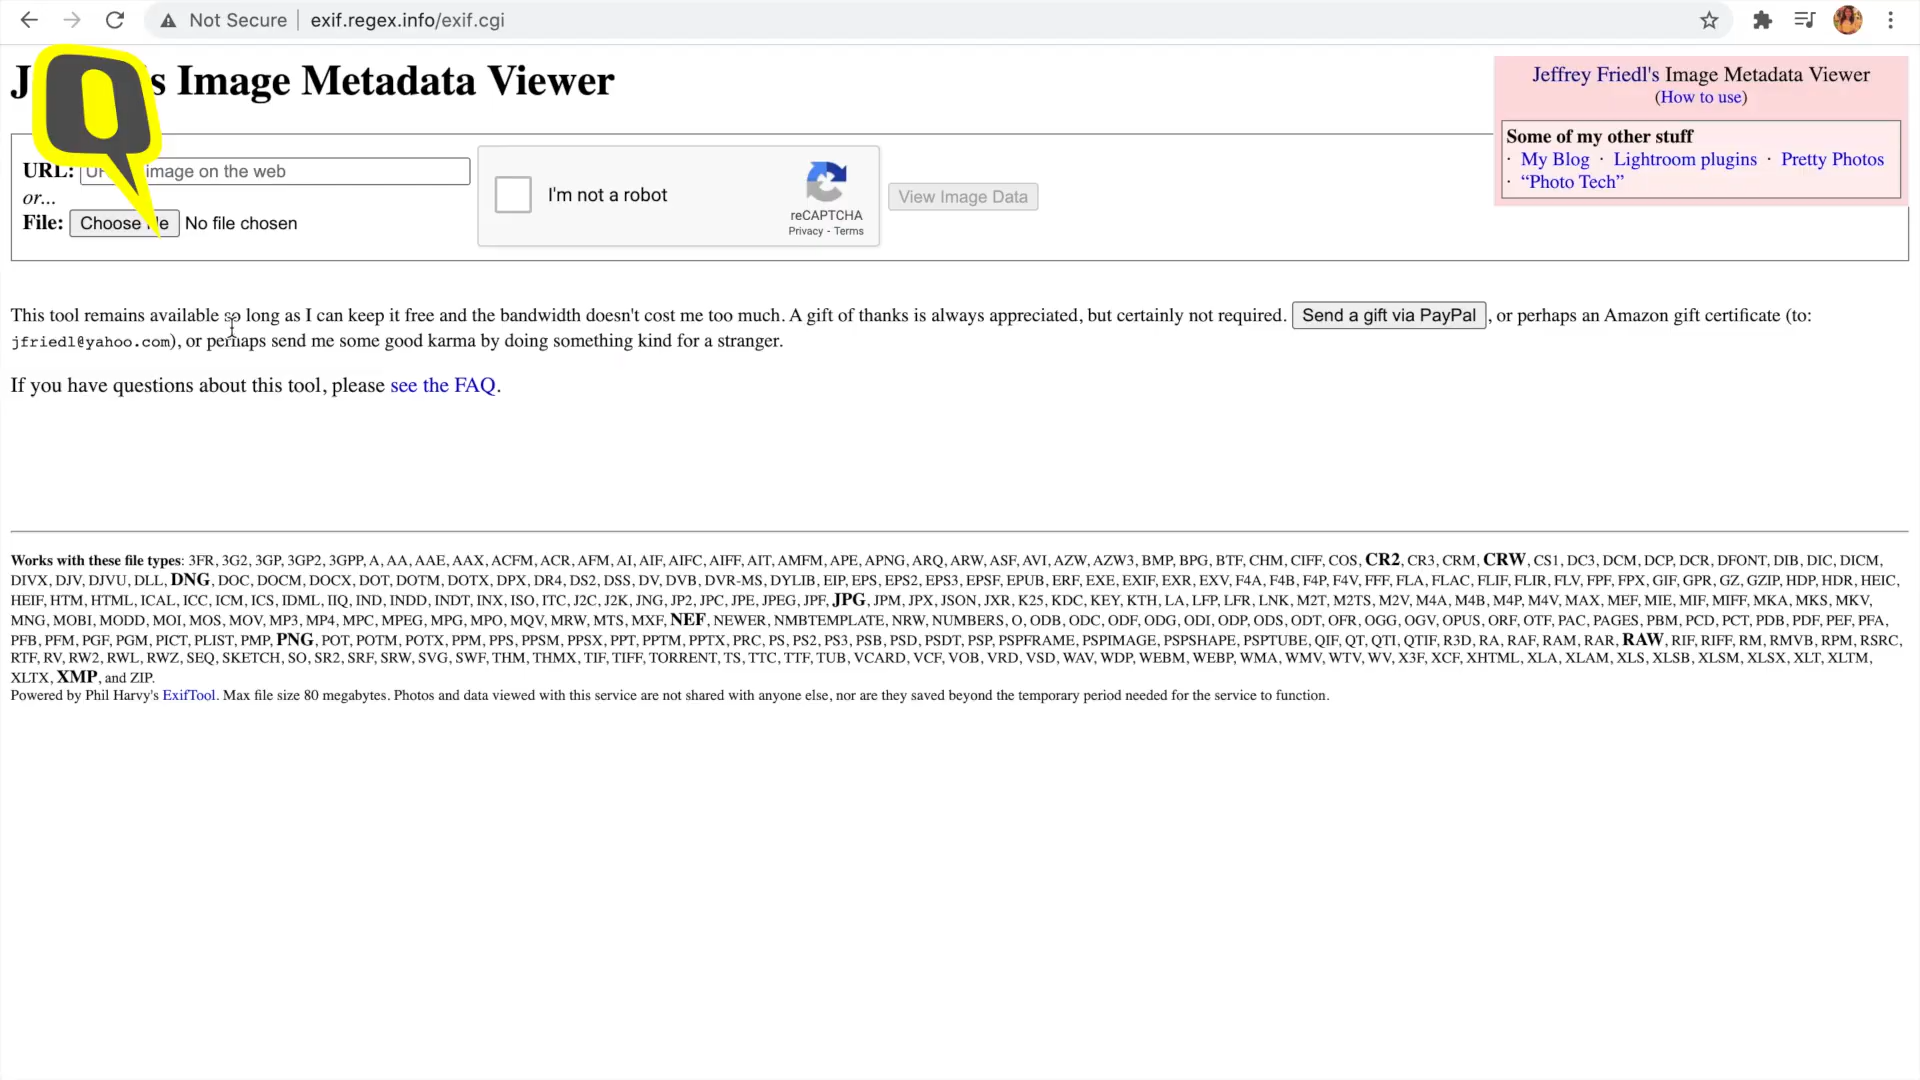 Not Secure | exif.regex.info/exif.cgi
Q
J s Image Metadata Viewer
Jeffrey Friedl's Image Metadata Viewer
(How to use)
Some of my other stuff
· My Blog · Lightroom plugins · Pretty Photos
· “Photo Tech”
URL: image on the web
or...
File: Choose file No file chosen
I'm not a robot
reCAPTCHA
Privacy - Terms
View Image Data
This tool remains available so long as I can keep it free and the bandwidth doesn't cost me too much. A gift of thanks is always appreciated, but certainly not required. Send a gift via PayPal, or perhaps an Amazon gift certificate (to:
jfriedl@yahoo.com), or perhaps send me some good karma by doing something kind for a stranger.
If you have questions about this tool, please see the FAQ.
Works with these file types: 3FR, 3G2, 3GP, 3GP2, 3GPP, A, AA, AAE, AAX, ACFM, ACR, AFM, AI, AIF, AIFC, AIFF, AIT, AMFM, APE, APNG, ARQ, ARW, ASF, AVI, AZW, AZW3, BMP, BPG, BTF, CHM, CIFF, COS, CR2, CR3, CRM, CRW, CS1, DC3, DCM, DCP, DCR, DFONT, DIB, DIC, DICM,
DIVX, DJV, DJVU, DLL, DNG, DOC, DOCM, DOCX, DOT, DOTM, DOTX, DPX, DR4, DS2, DSS, DV, DVB, DVR-MS, DYLIB, EIP, EPS, EPS2, EPS3, EPSF, EPUB, ERF, EXE, EXIF, EXR, EXV, F4A, F4B, F4P, F4V, FFF, FLA, FLAC, FLIF, FLIR, FLV, FPF, FPX, GIF, GPR, GZ, GZIP, HDP, HDR, HEIC,
HEIF, HTM, HTML, ICAL, ICC, ICM, ICS, IDML, IIQ, IND, INDD, INDT, INX, ISO, ITC, J2C, J2K, JNG, JP2, JPC, JPE, JPEG, JPF, JPG, JPM, JPX, JSON, JXR, K25, KDC, KEY, KTH, LA, LFP, LFR, LNK, M2T, M2TS, M2V, M4A, M4B, M4P, M4V, MAX, MEF, MIE, MIF, MIFF, MKA, MKS, MKV,
MNG, MOBI, MODD, MOI, MOS, MOV, MP3, MP4, MPC, MPEG, MPG, MPO, MQV, MRW, MTS, MXF, NEF, NEWER, NMBTEMPLATE, NRW, NUMBERS, O, ODB, ODC, ODF, ODG, ODI, ODP, ODS, ODT, OFR, OGG, OGV, OPUS, ORF, OTF, PAC, PAGES, PBM, PCD, PCT, PDB, PDF, PEF, PFA,
PFB, PFM, PGF, PGM, PICT, PLIST, PMP, PNG, POT, POTM, POTX, PPM, PPS, PPSM, PPSX, PPT, PPTM, PPTX, PRC, PS, PS2, PS3, PSB, PSD, PSDT, PSP, PSPFRAME, PSPIMAGE, PSPSHAPE, PSPTUBE, QIF, QT, QTI, QTIF, R3D, RA, RAF, RAM, RAR, RAW, RIF, RIFF, RM, RMVB, RPM, RSRC,
RTF, RV, RW2, RWL, RWZ, SEQ, SKETCH, SO, SR2, SRF, SRW, SVG, SWF, THM, THMX, TIF, TIFF, TORRENT, TS, TTC, TTF, TUB, VCARD, VCF, VOB, VRD, VSD, WAV, WDP, WEBM, WEBP, WMA, WMV, WTV, WV, X3F, XCF, XHTML, XLA, XLAM, XLS, XLSB, XLSM, XLSX, XLT, XLTM,
XLTX, XMP, and ZIP.
Powered by Phil Harvy's ExifTool. Max file size 80 megabytes. Photos and data viewed with this service are not shared with anyone else, nor are they saved beyond the temporary period needed for the service to function.